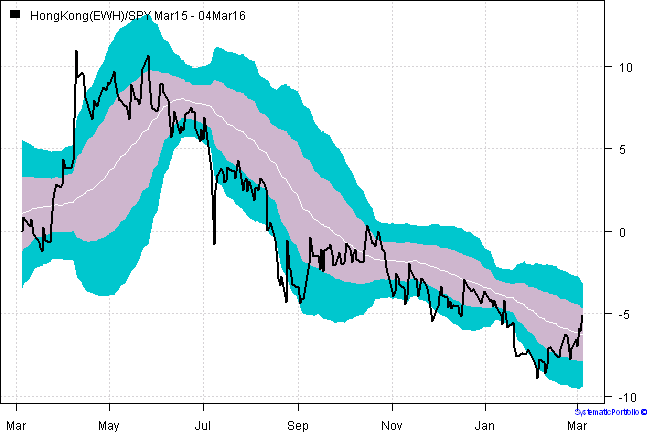 HongKong(EWH)/SPY Mar15 - 04Mar16
10
5
0
-5
-10
Mar May Jul Sep Nov Jan Mar
SystematicPortfolio ©